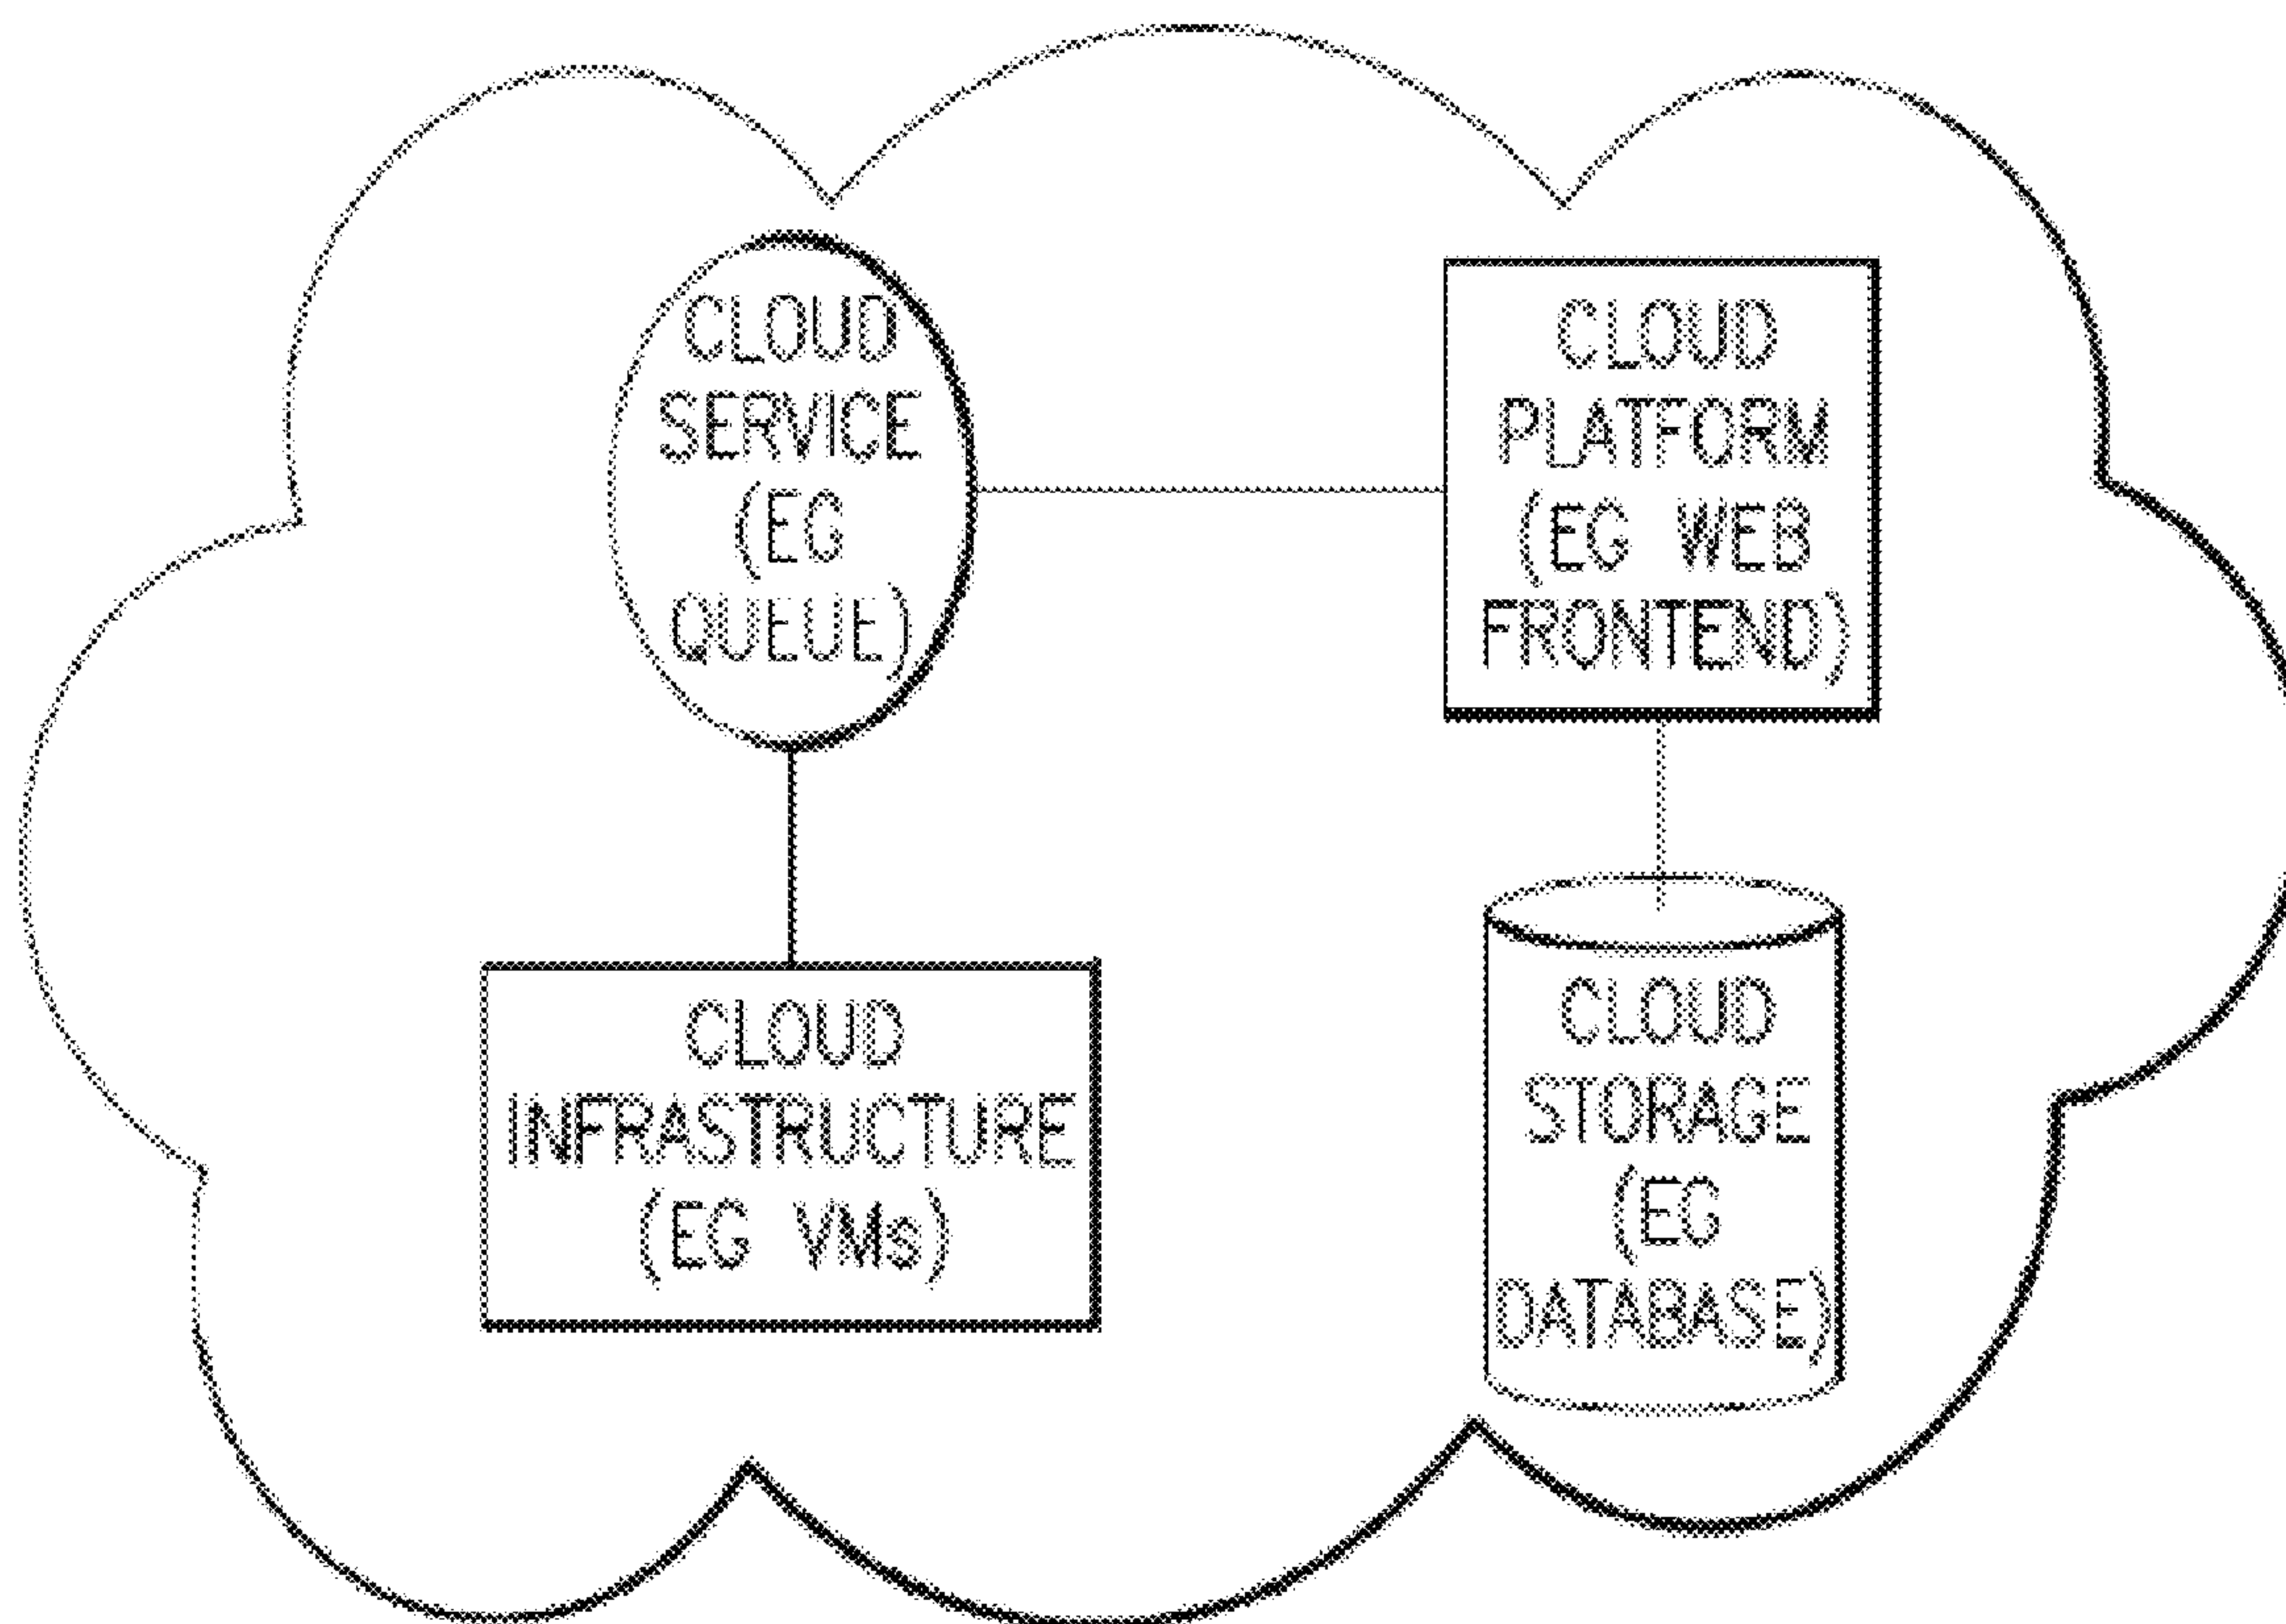 CLOUD
SERVICE
(EG
QUEUE)
CLOUD
PLATFORM
(EG WEB
FRONTEND)
CLOUD
INFRASTRUCTURE
(EG VMs)
CLOUD
STORAGE
(EG
DATABASE)